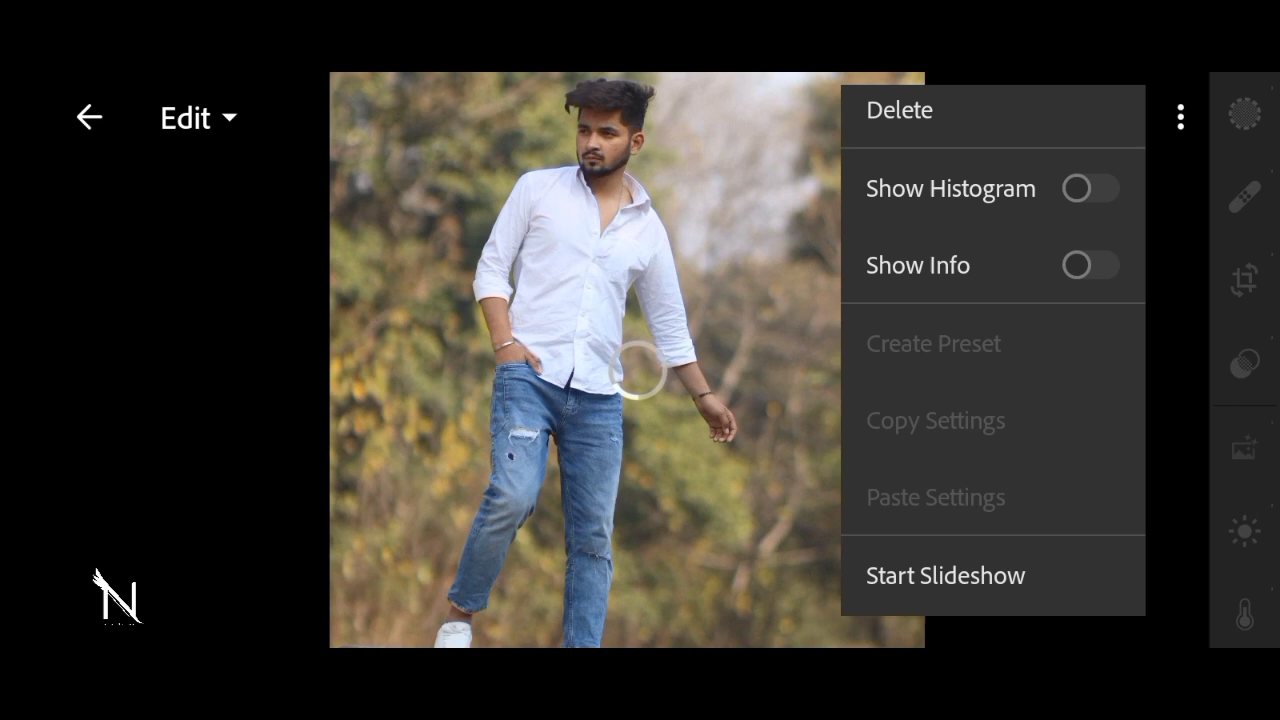 Edit
Delete
Show Histogram
Show Info
Create Preset
Copy Settings
Paste Settings
Start Slideshow
N